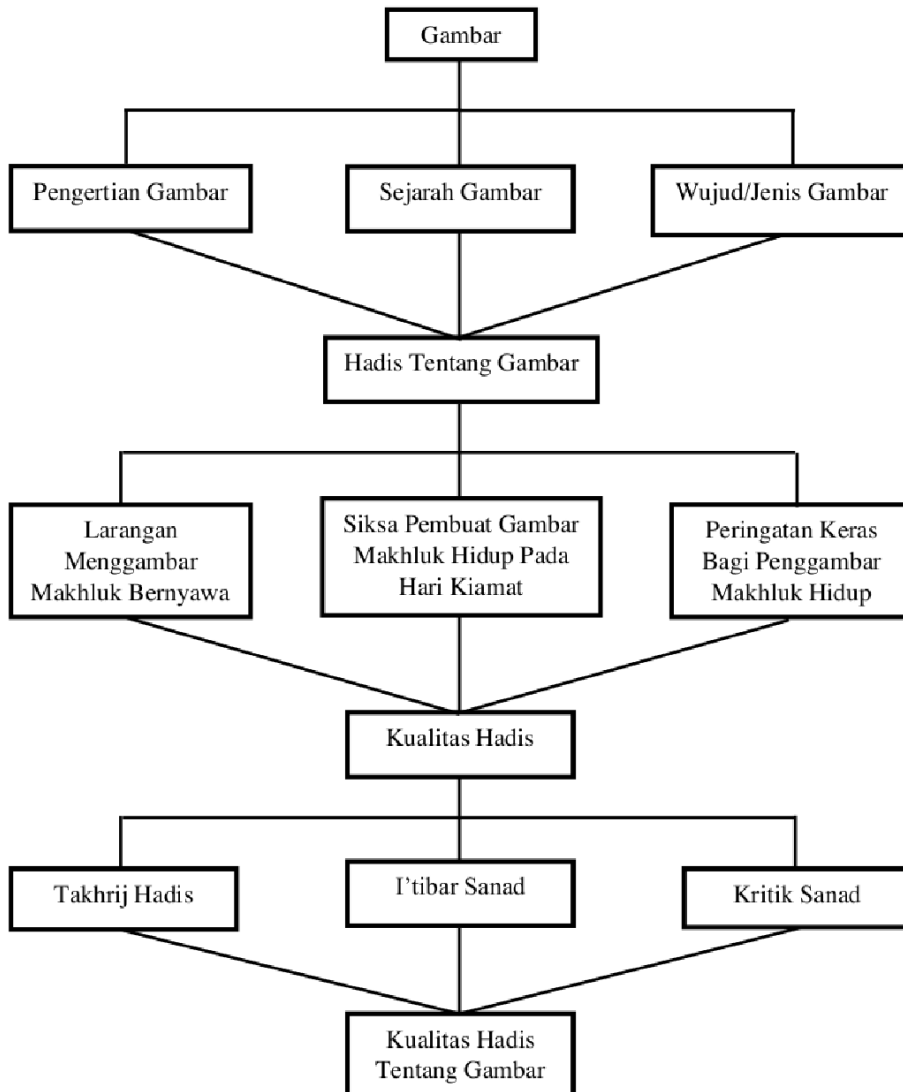 Gambar
Pengertian Gambar
Sejarah Gambar
Wujud/Jenis Gambar
Hadis Tentang Gambar
Larangan
Menggambar
Makhluk Bernyawa
Siksa Pembuat Gambar
Makhluk Hidup Pada
Hari Kiamat
Peringatan Keras
Bagi Penggambar
Makhluk Hidup
Kualitas Hadis
Takhrij Hadis
I'tibar Sanad
Kritik Sanad
Kualitas Hadis
Tentang Gambar